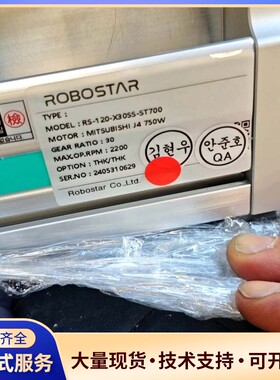 ROBOSTAR
TYPE :
MODEL: RS-120-X30SS-ST700
MOTOR : MITSUBISHI J4 750W
GEAR RATIO : 30
MAX.OP.RPM : 2200
OPTION : THK/THK
SER.NO : 2405310629
Robostar Co.,Ltd.
檢
김현우
안준호
QA
齐全
式服务
大量现货·技术支持·可开